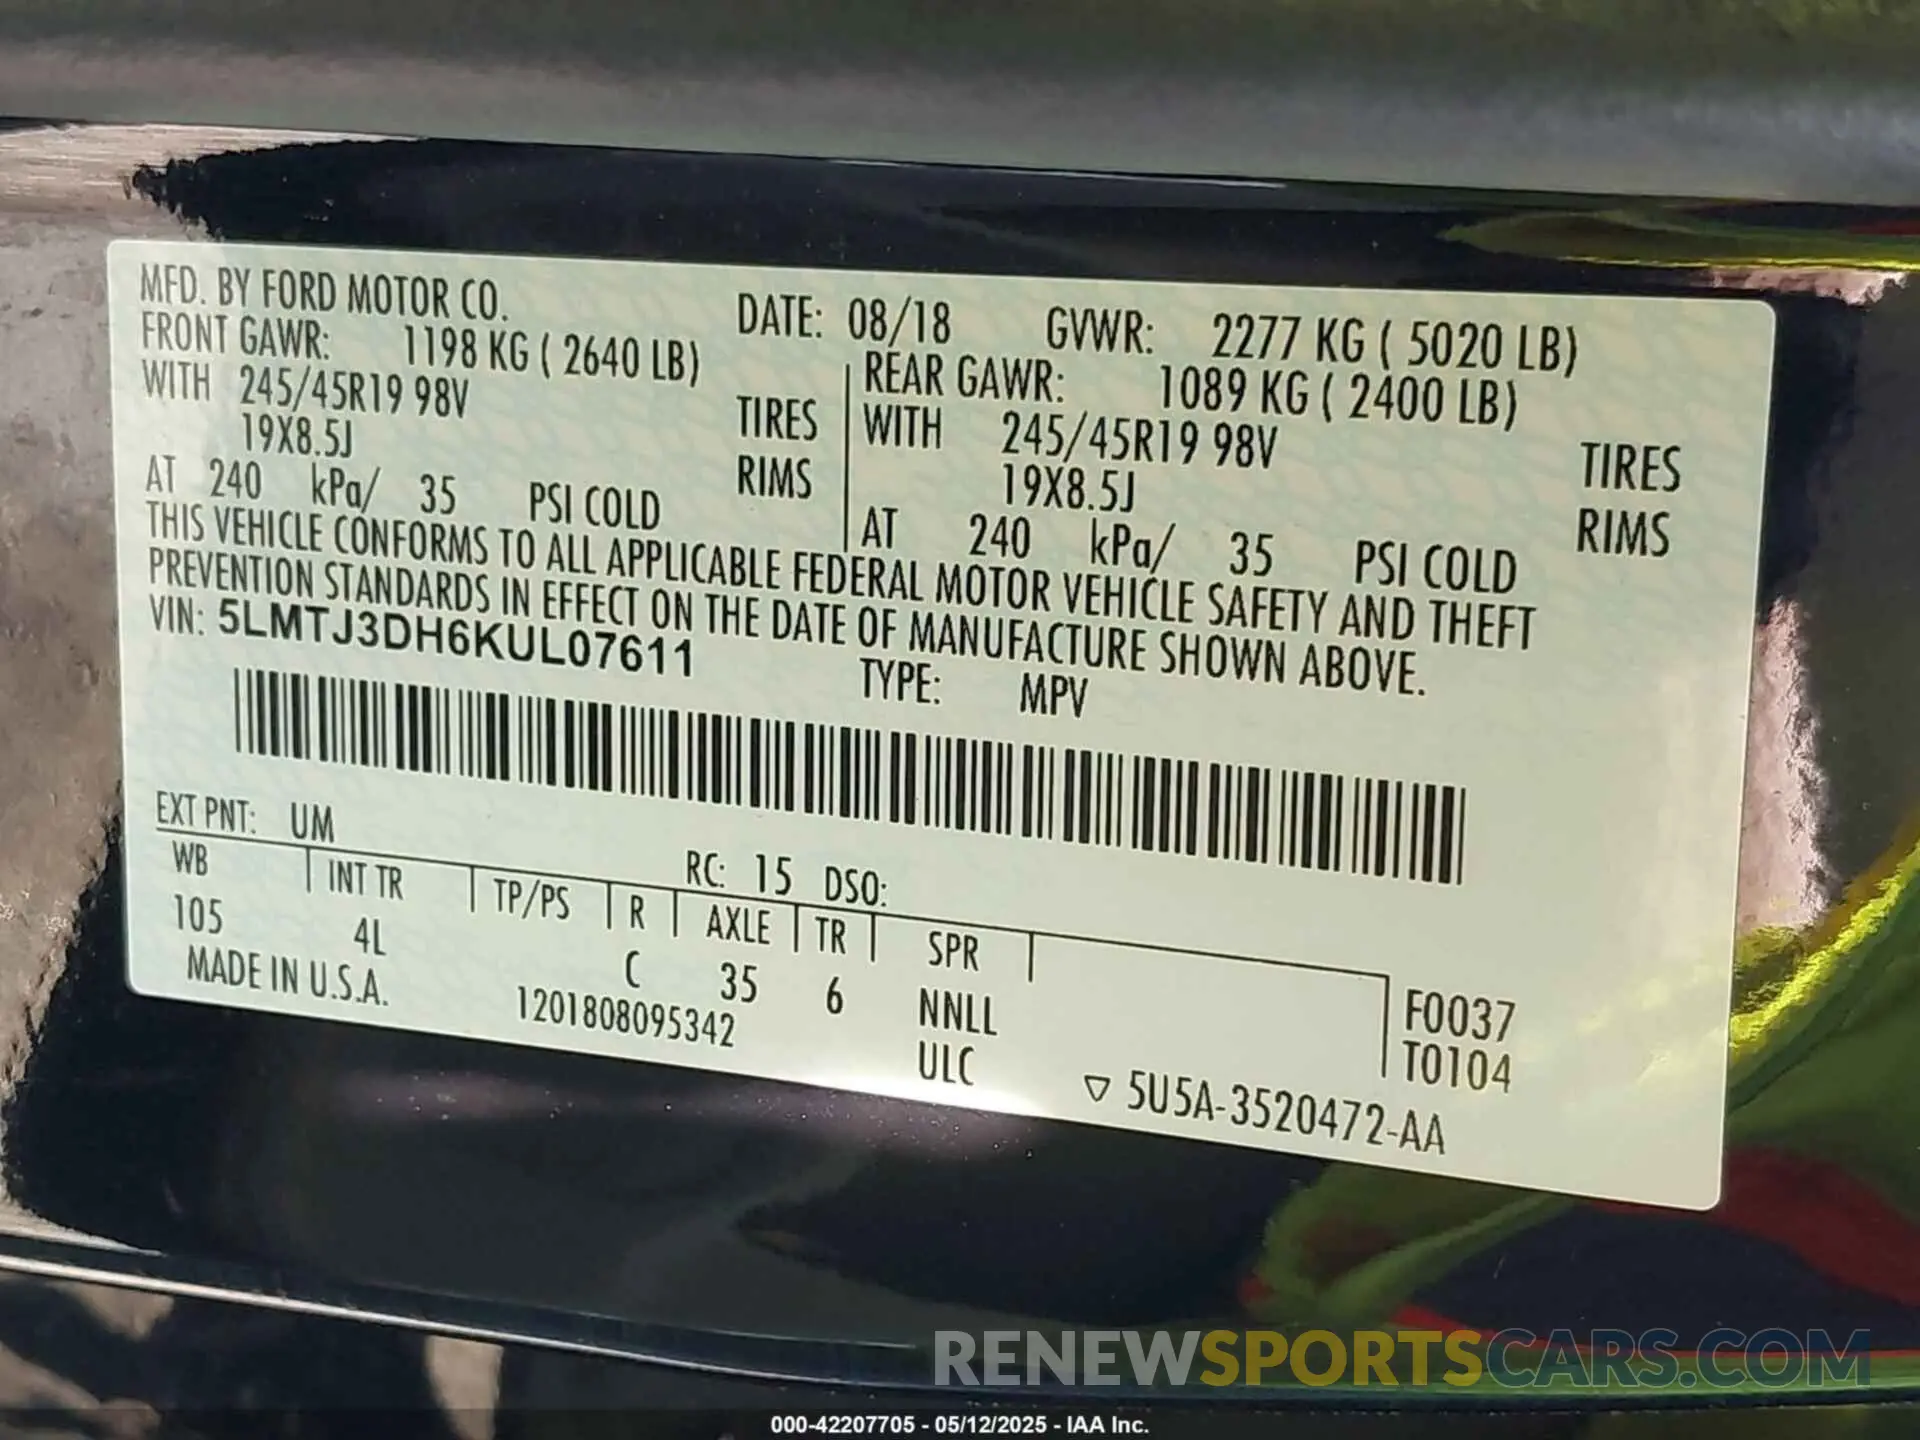 MFD. BY FORD MOTOR CO. DATE: 08/18 GVWR: 2277 KG ( 5020 LB)
FRONT GAWR: 1198 KG ( 2640 LB) REAR GAWR: 1089 KG ( 2400 LB)
WITH 245/45R19 98V TIRES WITH 245/45R19 98V TIRES
19X8.5J RIMS 19X8.5J RIMS
AT 240 kPa/ 35 PSI COLD AT 240 kPa/ 35 PSI COLD
THIS VEHICLE CONFORMS TO ALL APPLICABLE FEDERAL MOTOR VEHICLE SAFETY AND THEFT
PREVENTION STANDARDS IN EFFECT ON THE DATE OF MANUFACTURE SHOWN ABOVE.
VIN: 5LMTJ3DH6KUL07611 TYPE: MPV
EXT PNT: UM RC: 15 DSO:
WB INT TR TP/PS R AXLE TR SPR
105 4L C 35 6 NNLL F0037
MADE IN U.S.A. 1201808095342 ULC T0104
▽ 5U5A-3520472-AA
RENEWSPORTSCARS.COM
000-42207705 - 05/12/2025 - IAA Inc.